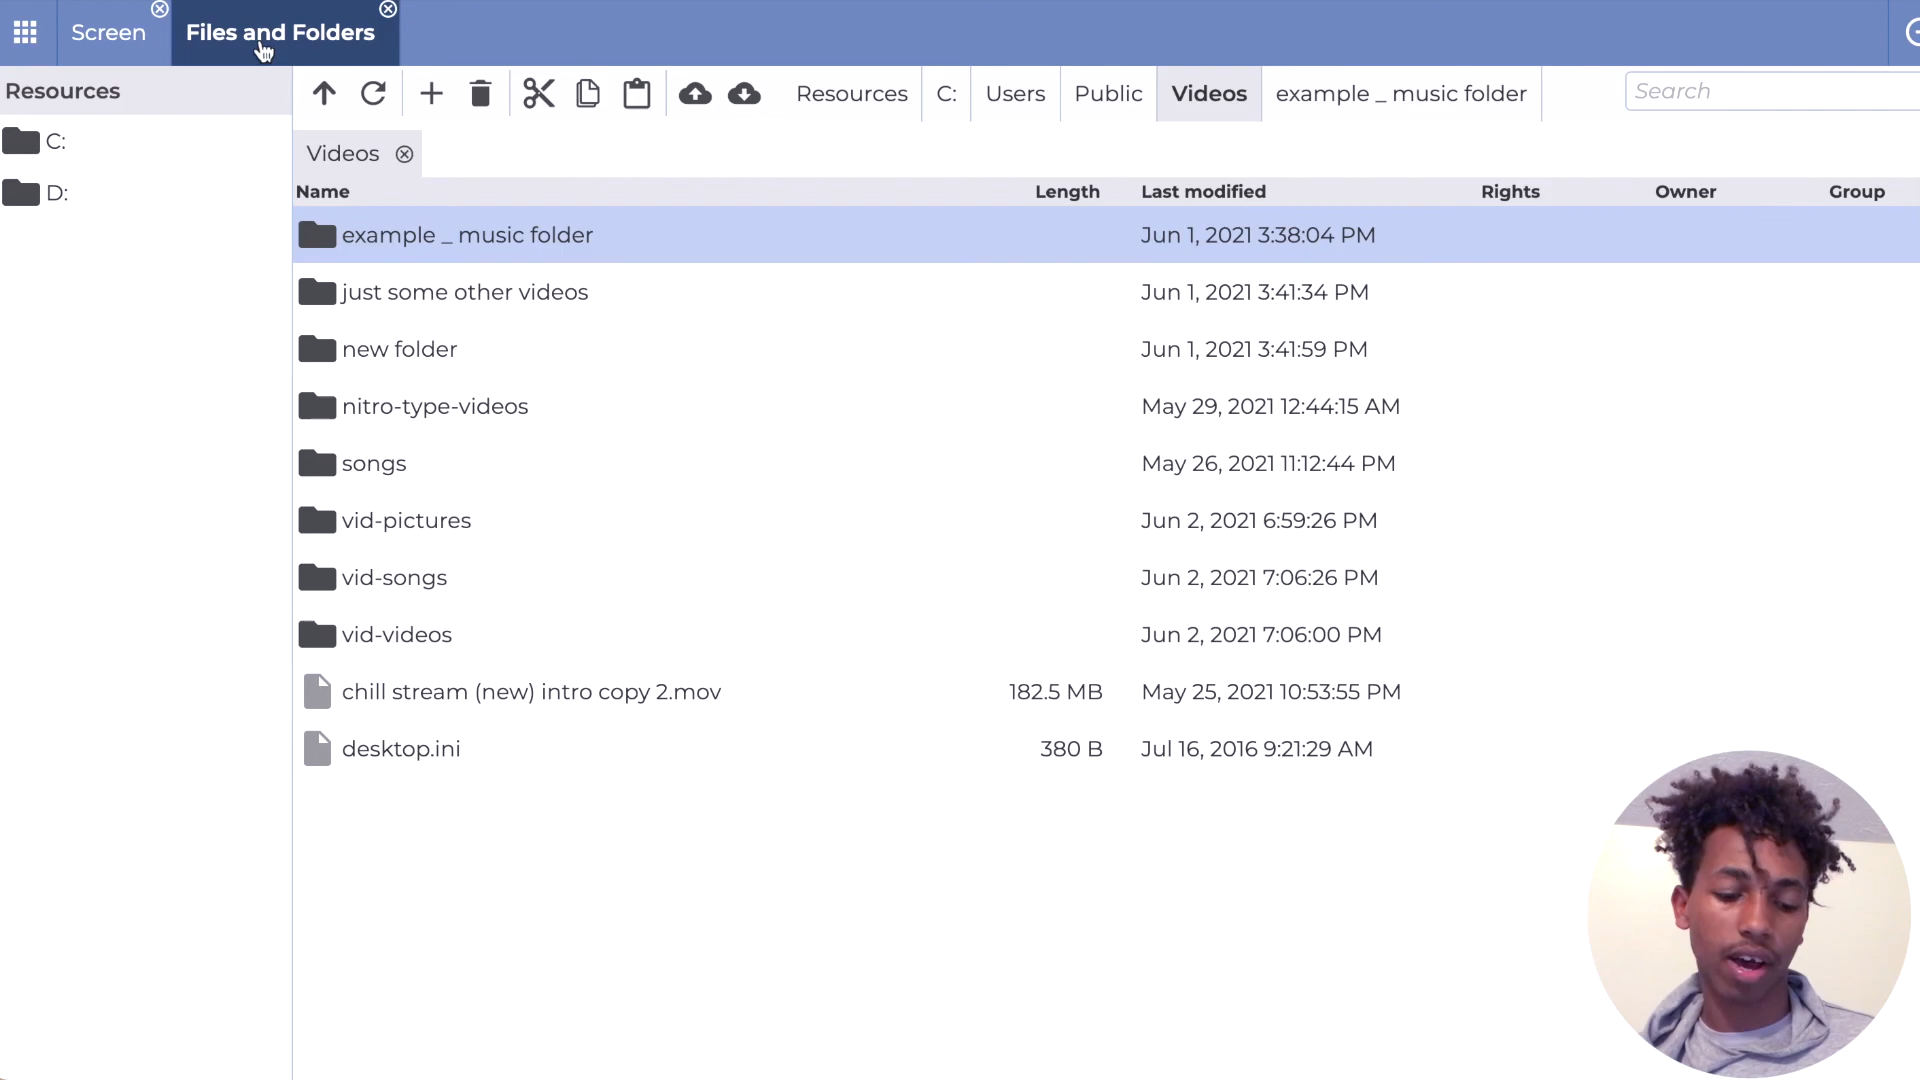 Screen
Files and Folders
Resources
Resources
C:
Users
Public
Videos
example _ music folder
Search
C:
D:
Videos
Name Length Last modified Rights Owner Group
example _ music folder Jun 1, 2021 3:38:04 PM
just some other videos Jun 1, 2021 3:41:34 PM
new folder Jun 1, 2021 3:41:59 PM
nitro-type-videos May 29, 2021 12:44:15 AM
songs May 26, 2021 11:12:44 PM
vid-pictures Jun 2, 2021 6:59:26 PM
vid-songs Jun 2, 2021 7:06:26 PM
vid-videos Jun 2, 2021 7:06:00 PM
chill stream (new) intro copy 2.mov 182.5 MB May 25, 2021 10:53:55 PM
desktop.ini 380 B Jul 16, 2016 9:21:29 AM